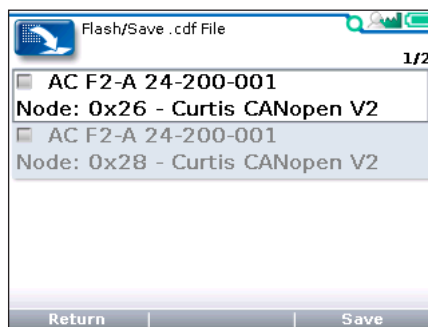 Flash/Save .cdf File
1/2
AC F2-A 24-200-001
Node: 0x26 - Curtis CANopen V2
AC F2-A 24-200-001
Node: 0x28 - Curtis CANopen V2
Return
Save